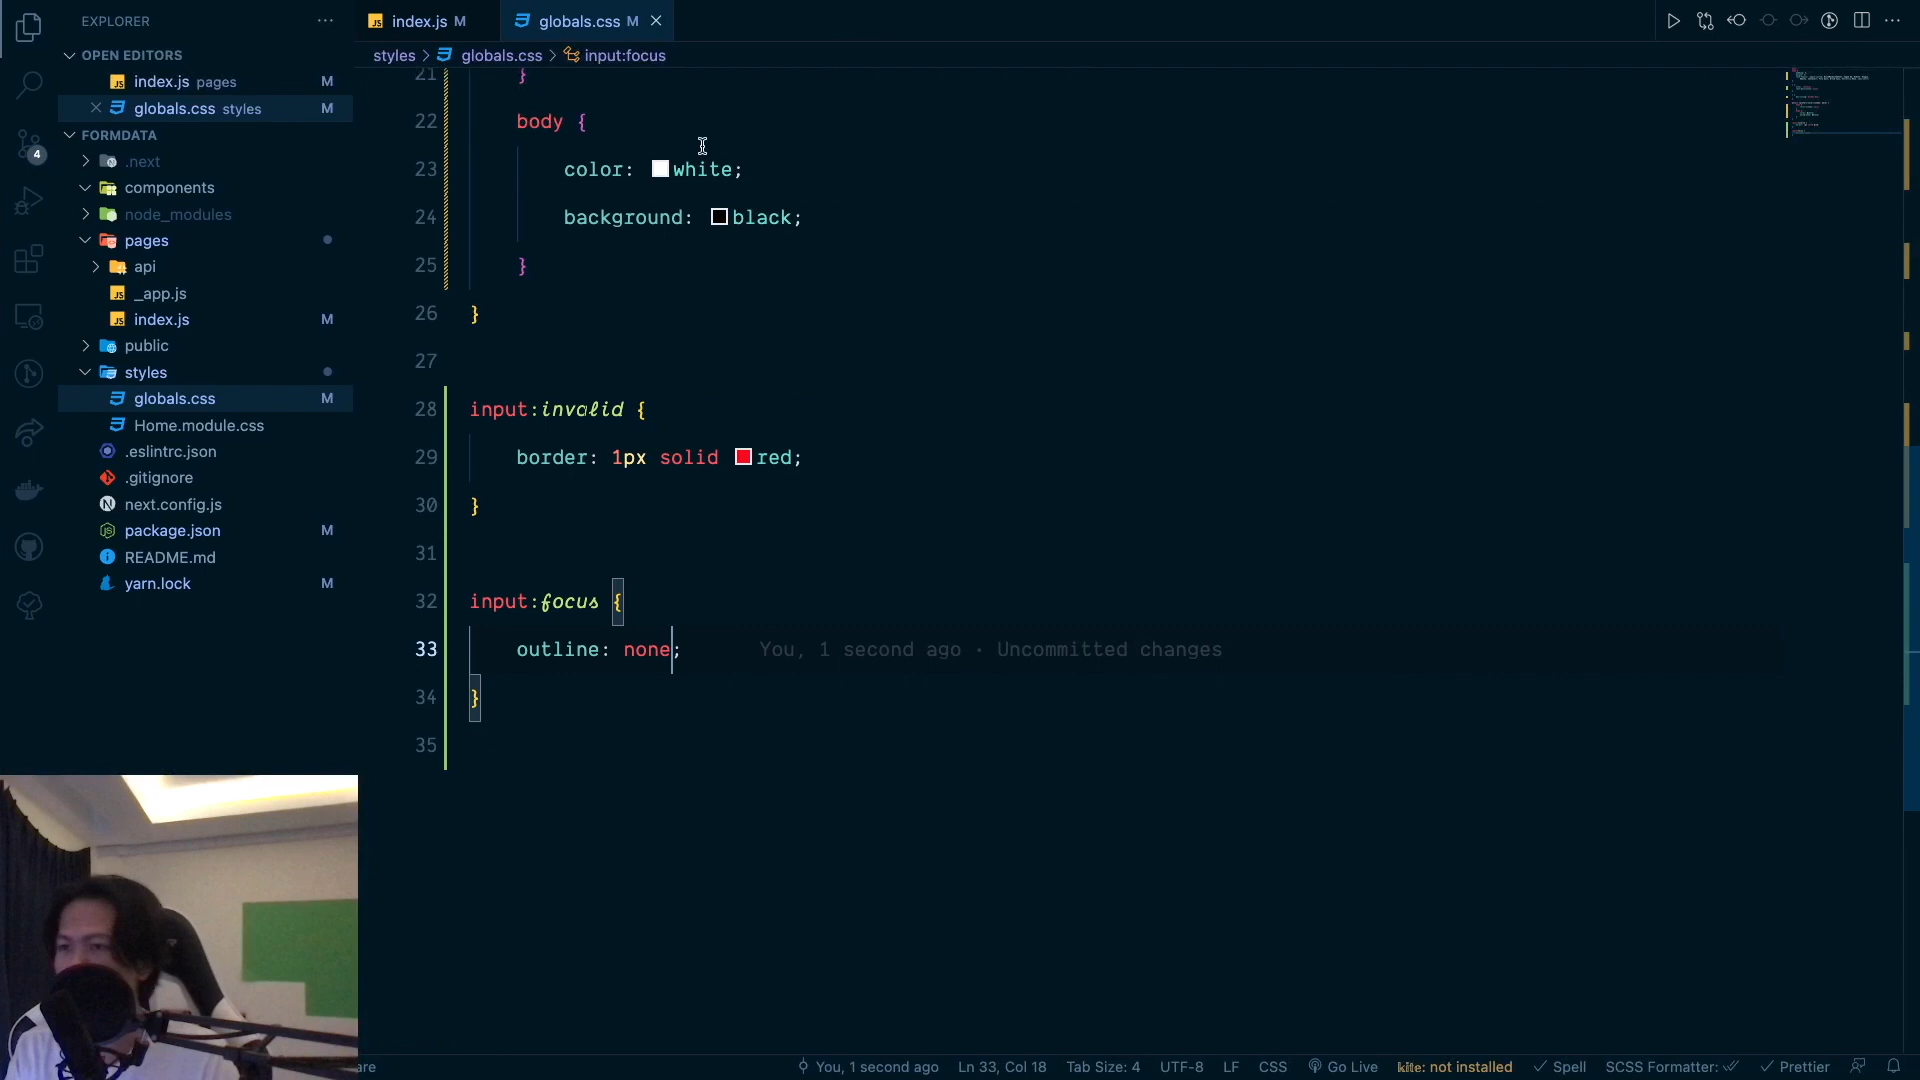 EXPLORER
OPEN EDITORS
index.js pages M
globals.css styles M
FORMDATA
.next
components
node_modules
pages
api
_app.js
index.js M
public
styles
globals.css M
Home.module.css
.eslintrc.json
.gitignore
next.config.js
package.json M
README.md
yarn.lock M
4
index.js M
globals.css M
styles > globals.css > input:focus
21 }
22 body {
23 color: white;
24 background: black;
25 }
26 }
27
28 input:invalid {
29 border: 1px solid red;
30 }
31
32 input:focus {
33 outline: none; You, 1 second ago · Uncommitted changes
34 }
35
are You, 1 second ago Ln 33, Col 18 Tab Size: 4 UTF-8 LF CSS Go Live kite: not installed Spell SCSS Formatter: Prettier